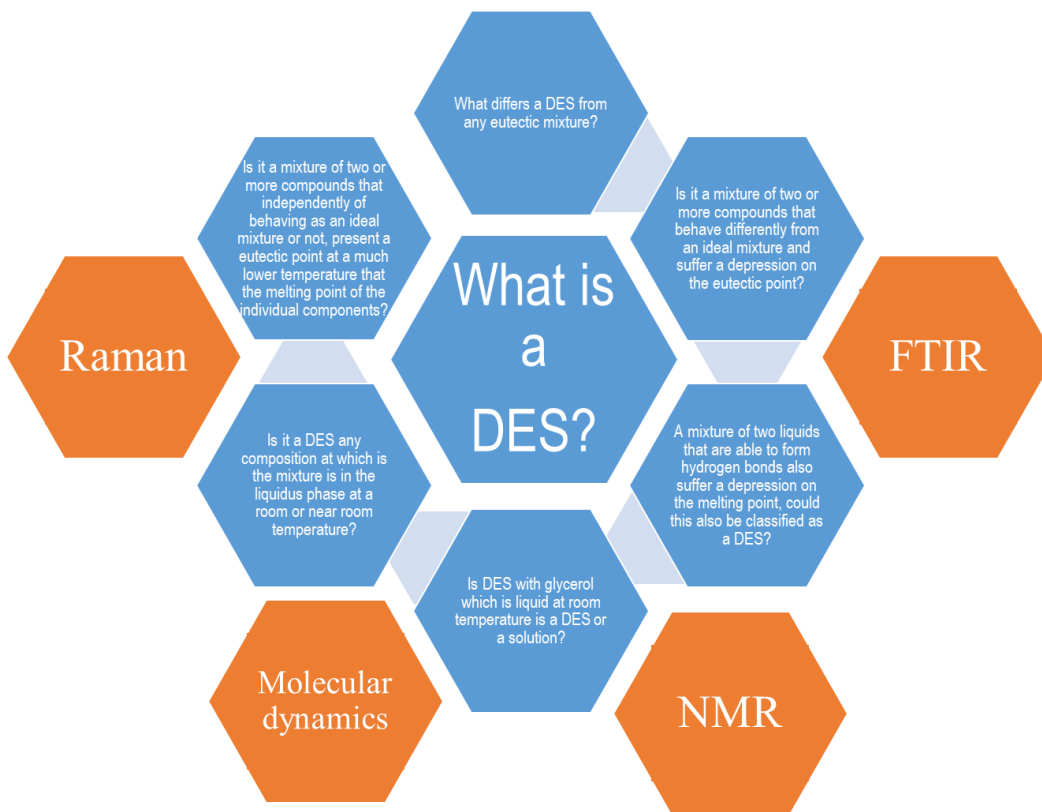 What differs a DES from
any eutectic mixture?
Is it a mixture of two or
more compounds that
independently of
behaving as an ideal
mixture or not, present a
eutectic point at a much
lower temperature that
the melting point of the
individual components?
Is it a mixture of two or
more compounds that
behave differently from
an ideal mixture and
suffer a depression on
the eutectic point?
What is
a
DES?
Raman
FTIR
Is it a DES any
composition at which is
the mixture is in the
liquidus phase at a
room or near room
temperature?
A mixture of two liquids
that are able to form
hydrogen bonds also
suffer a depression on
the melting point, could
this also be classified as
a DES?
Is DES with glycerol
which is liquid at room
temperature is a DES or
a solution?
Molecular
dynamics
NMR